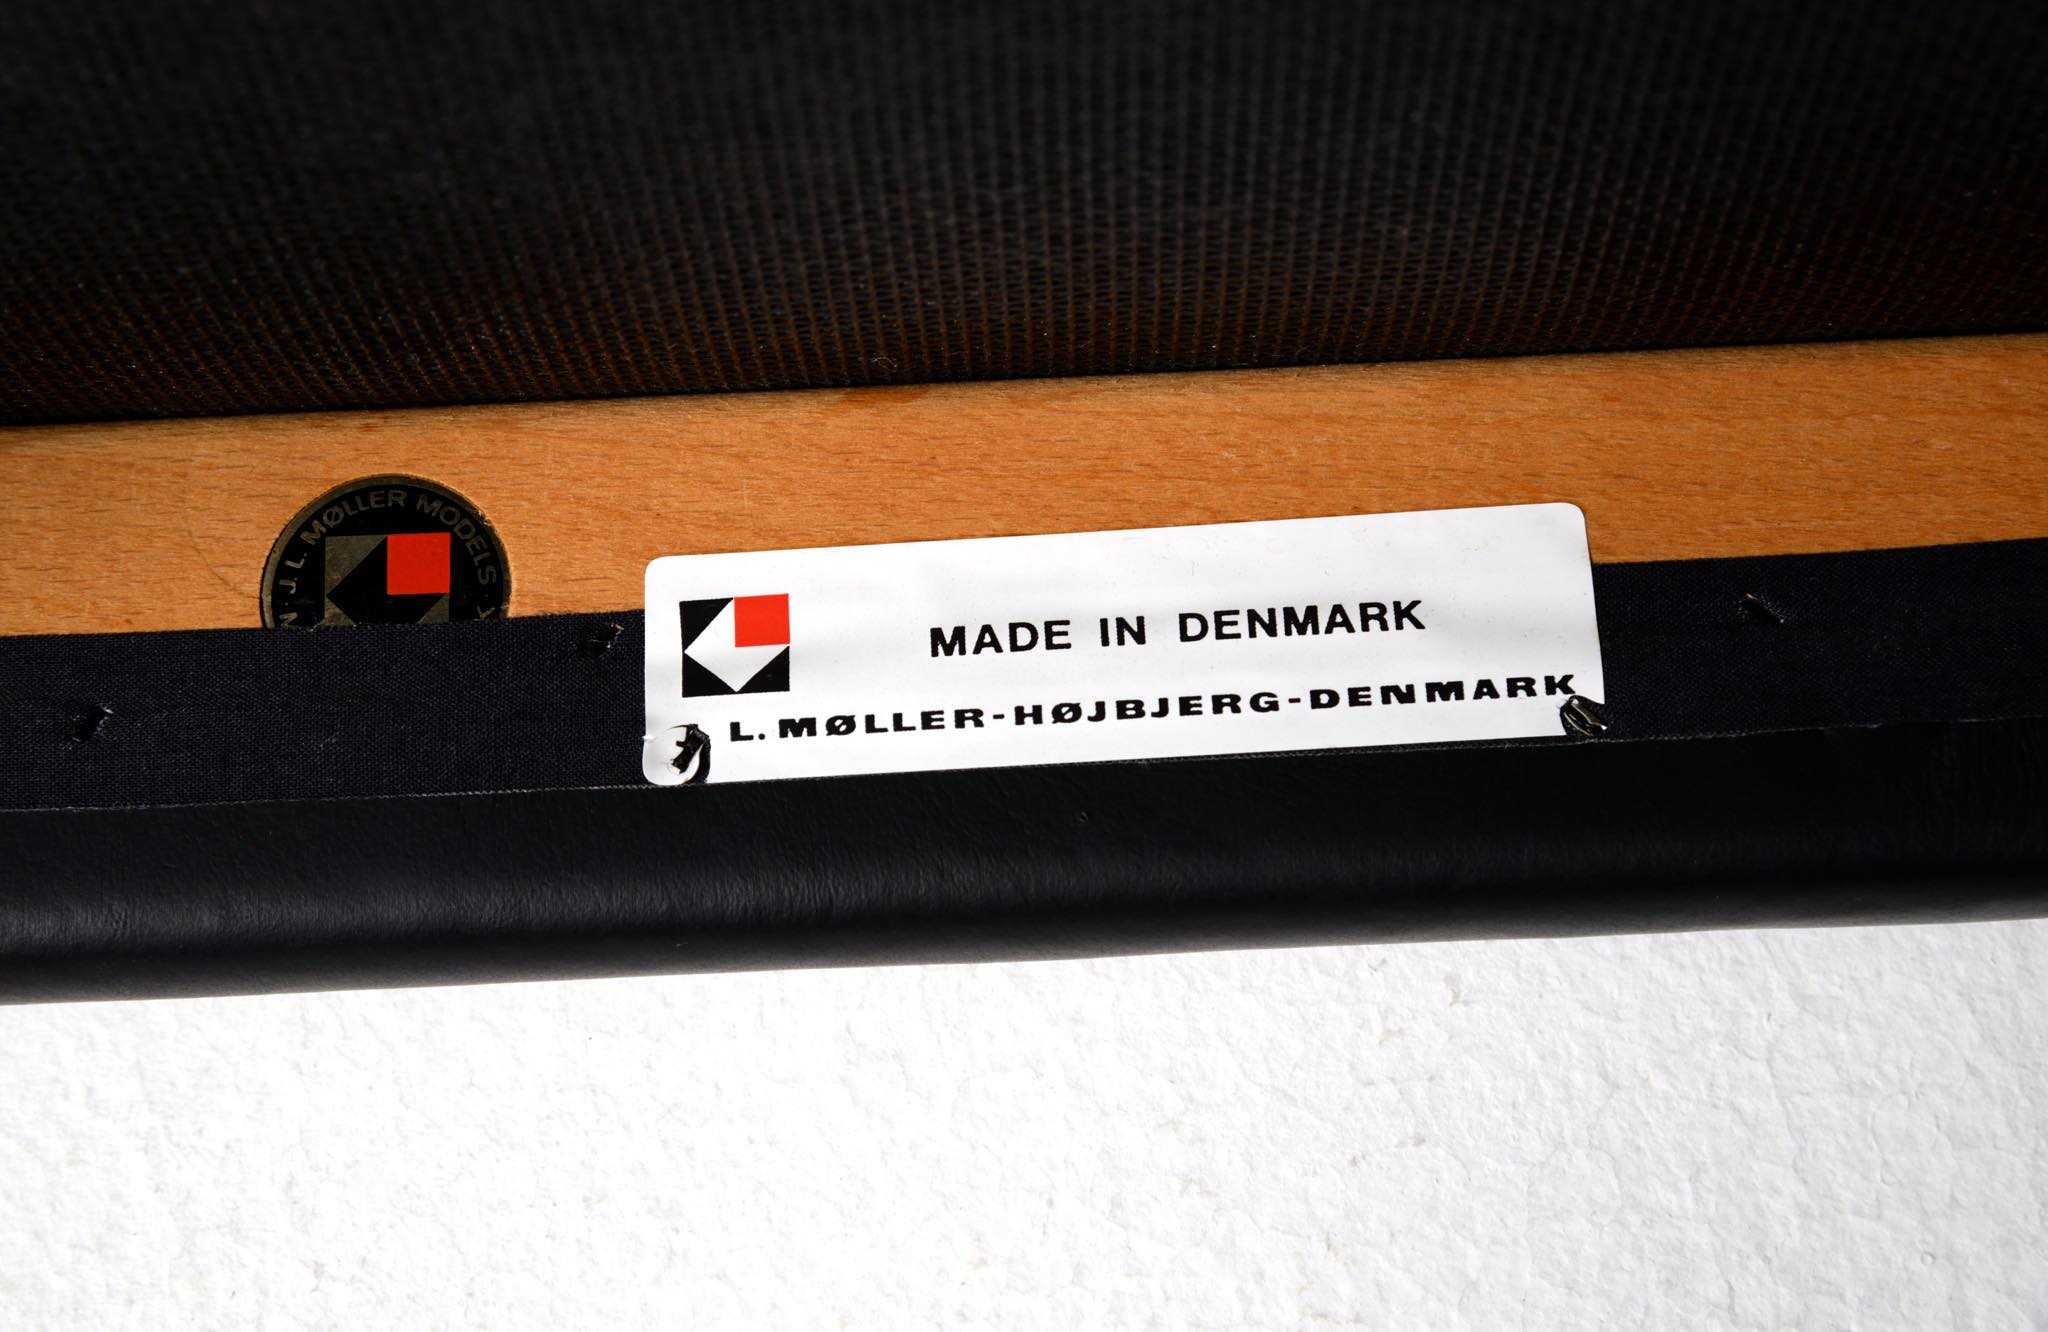 J. L. MØLLER MODELS
MADE IN DENMARK
L. MØLLER-HØJBJERG-DENMARK